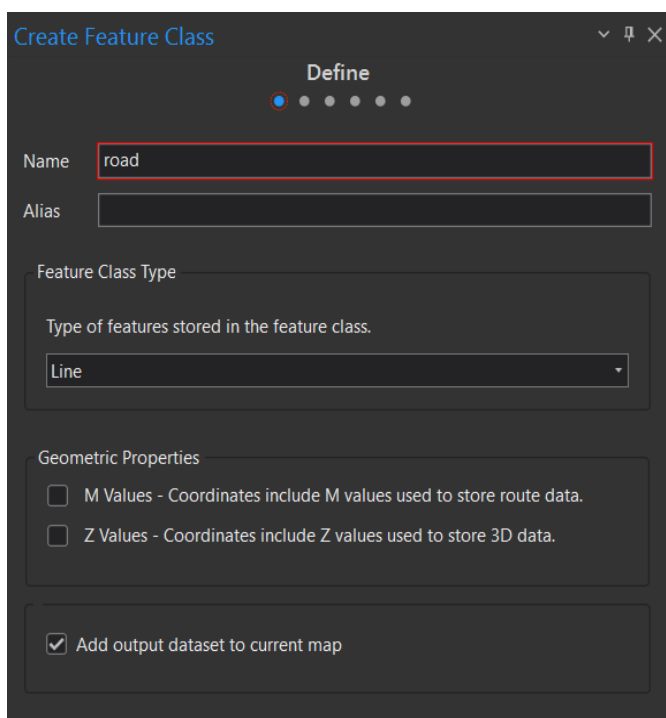 Create Feature Class
Define
Name road
Alias
Feature Class Type
Type of features stored in the feature class.
Line
Geometric Properties
M Values - Coordinates include M values used to store route data.
Z Values - Coordinates include Z values used to store 3D data.
Add output dataset to current map